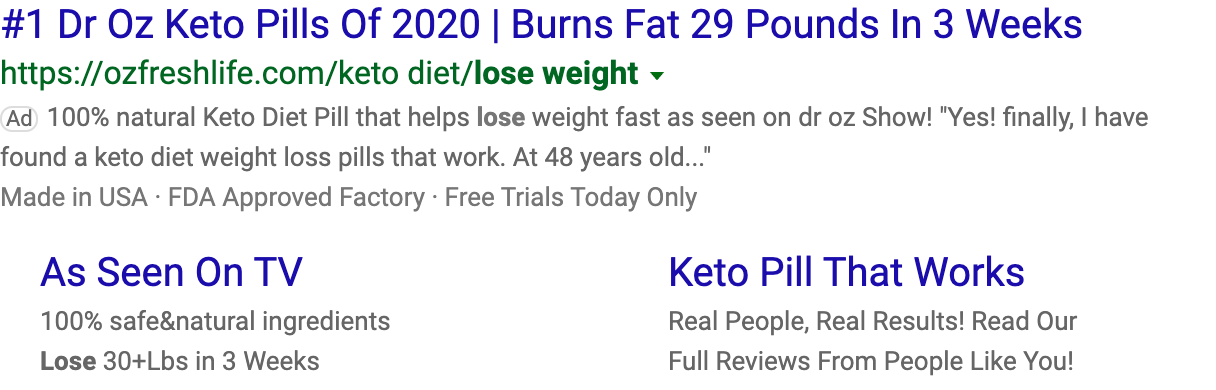 #1 Dr Oz Keto Pills Of 2020 | Burns Fat 29 Pounds In 3 Weeks
https://ozfreshlife.com/keto diet/lose weight
Ad 100% natural Keto Diet Pill that helps lose weight fast as seen on dr oz Show! "Yes! finally, I have
found a keto diet weight loss pills that work. At 48 years old..."
Made in USA · FDA Approved Factory · Free Trials Today Only
As Seen On TV
100% safe&natural ingredients
Lose 30+Lbs in 3 Weeks
Keto Pill That Works
Real People, Real Results! Read Our
Full Reviews From People Like You!